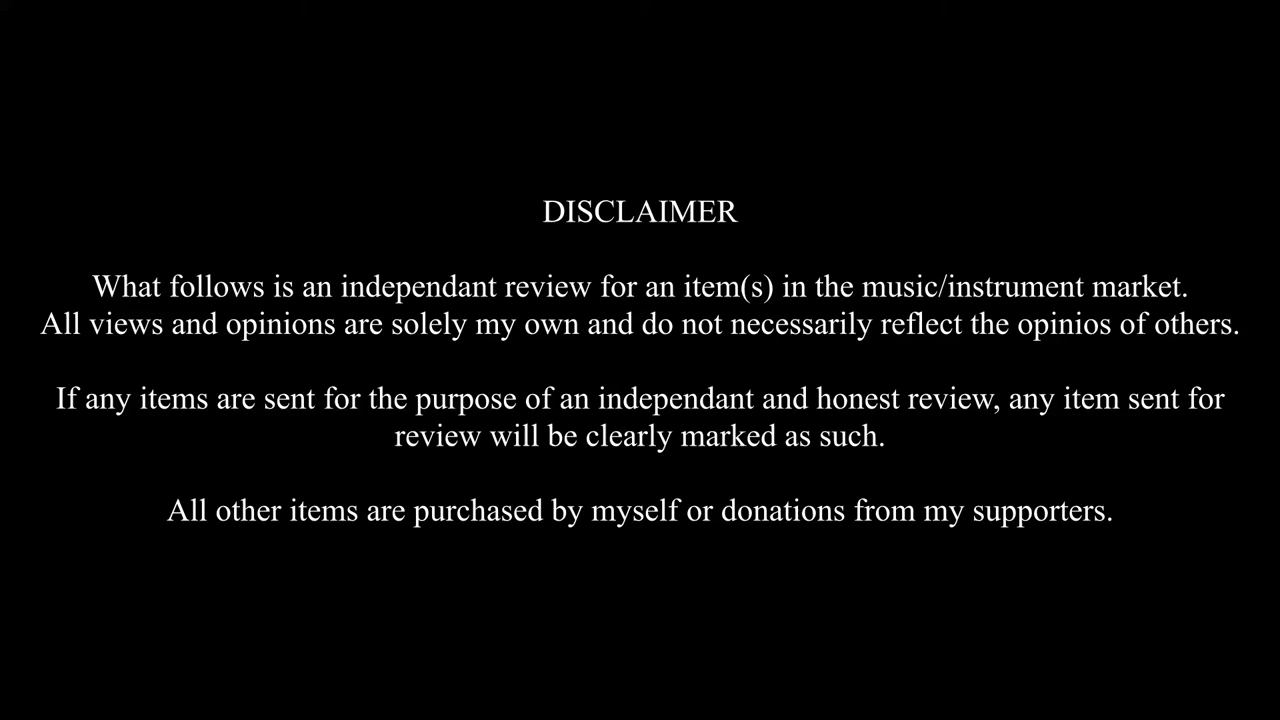 DISCLAIMER
What follows is an independant review for an item(s) in the music/instrument market.
All views and opinions are solely my own and do not necessarily reflect the opinios of others.
If any items are sent for the purpose of an independant and honest review, any item sent for
review will be clearly marked as such.
All other items are purchased by myself or donations from my supporters.